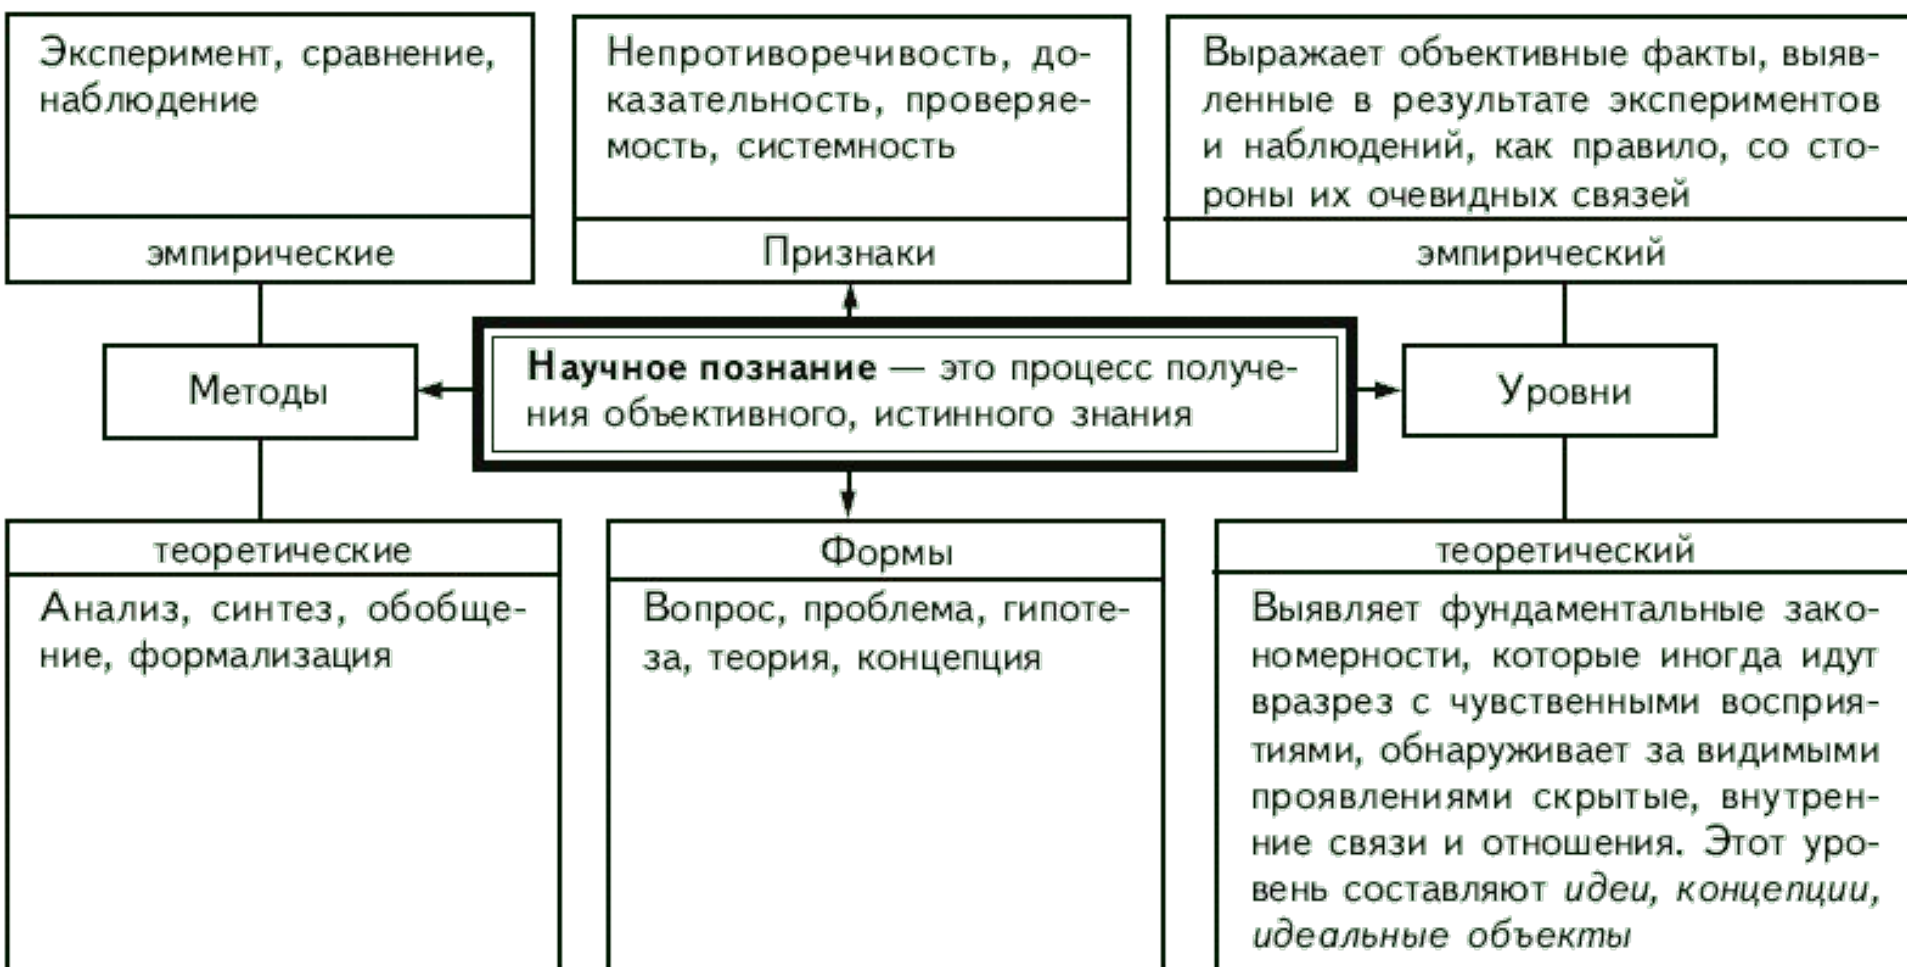 Эксперимент, сравнение,
наблюдение
эмпирические
Непротиворечивость, до-
казательность, проверяе-
мость, системность
Признаки
Выражает объективные факты, выяв-
ленные в результате экспериментов
и наблюдений, как правило, со сто-
роны их очевидных связей
эмпирический
Методы
Научное познание — это процесс получе-
ния объективного, истинного знания
Уровни
теоретические
Анализ, синтез, обобще-
ние, формализация
Формы
Вопрос, проблема, гипоте-
за, теория, концепция
теоретический
Выявляет фундаментальные зако-
номерности, которые иногда идут
вразрез с чувственными восприя-
тиями, обнаруживает за видимыми
проявлениями скрытые, внутрен-
ние связи и отношения. Этот уро-
вень составляют идеи, концепции,
идеальные объекты